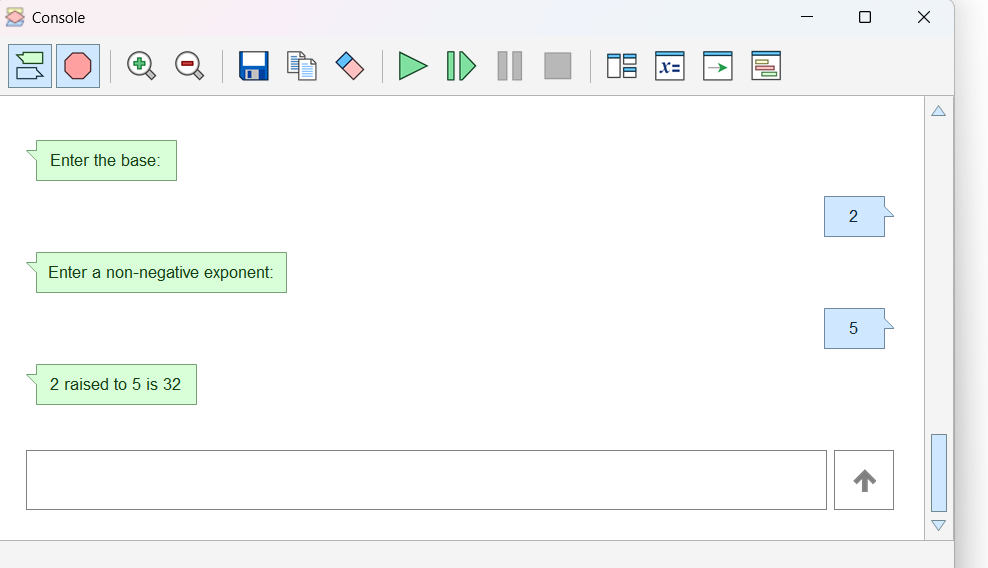 Console
x=
Enter the base:
2
Enter a non-negative exponent:
5
2 raised to 5 is 32